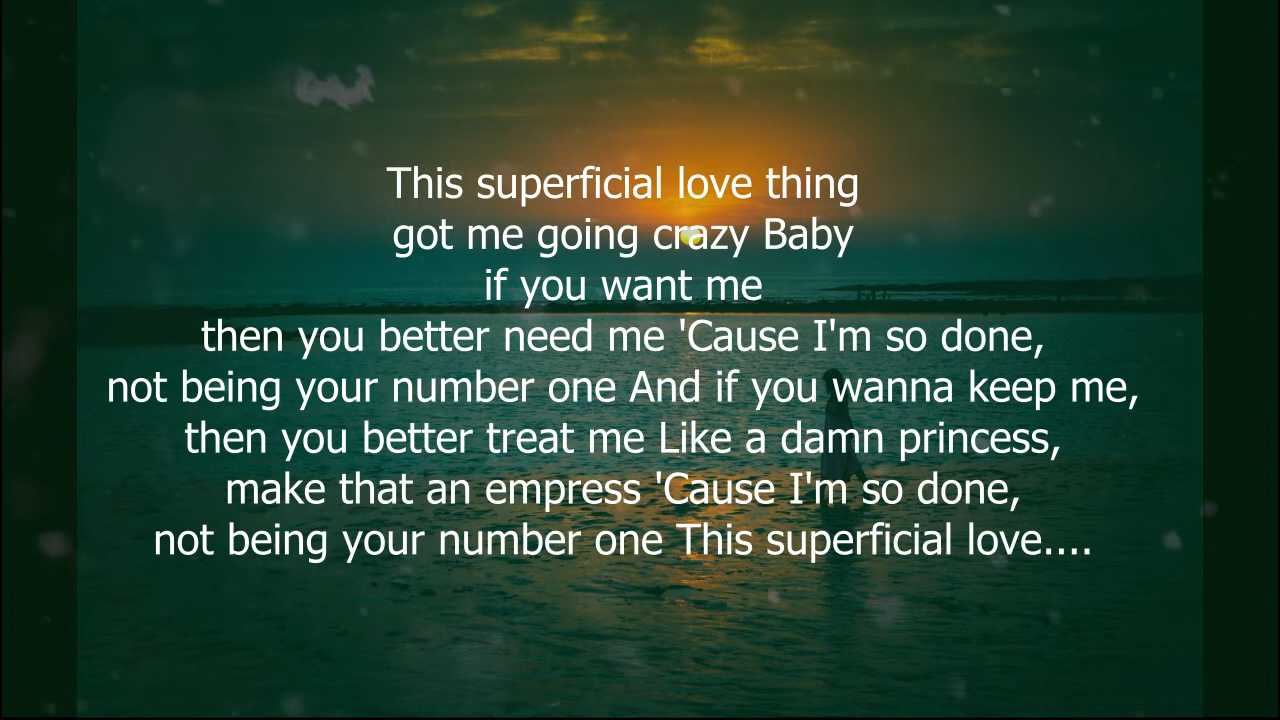 This superficial love thing
got me going crazy Baby
if you want me
then you better need me 'Cause I'm so done,
not being your number one And if you wanna keep me,
then you better treat me Like a damn princess,
make that an empress 'Cause I'm so done,
not being your number one This superficial love....